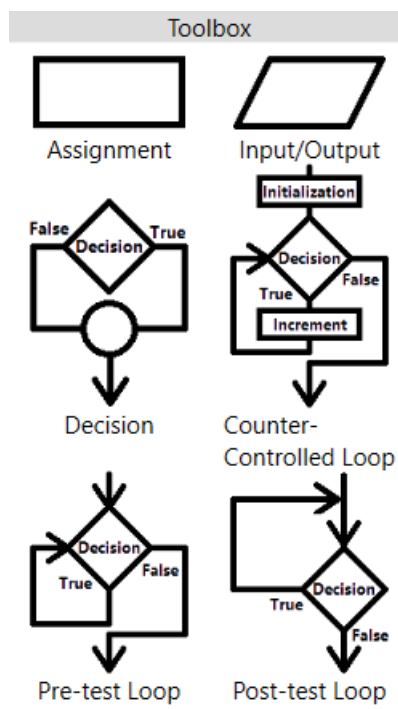 Toolbox
Assignment
Input/Output
False
True
Decision
Decision
Initialization
Decision
True
False
Increment
Counter-
Controlled Loop
Decision
True
False
Pre-test Loop
Decision
True
False
Post-test Loop